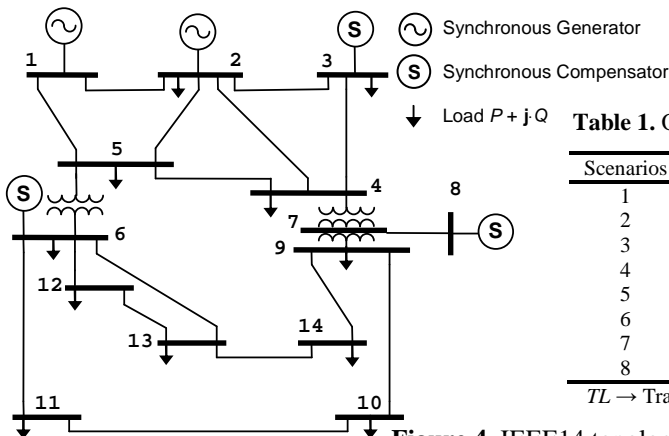 S
1
2
3
Synchronous Generator
S
Synchronous Compensator
Load P + j·Q
5
S
4
8
7
S
6
9
12
13
14
11
10
Table 1.
Scenarios
1
2
3
4
5
6
7
8
TL → Tra
Figure 4. IEEE14 topolo